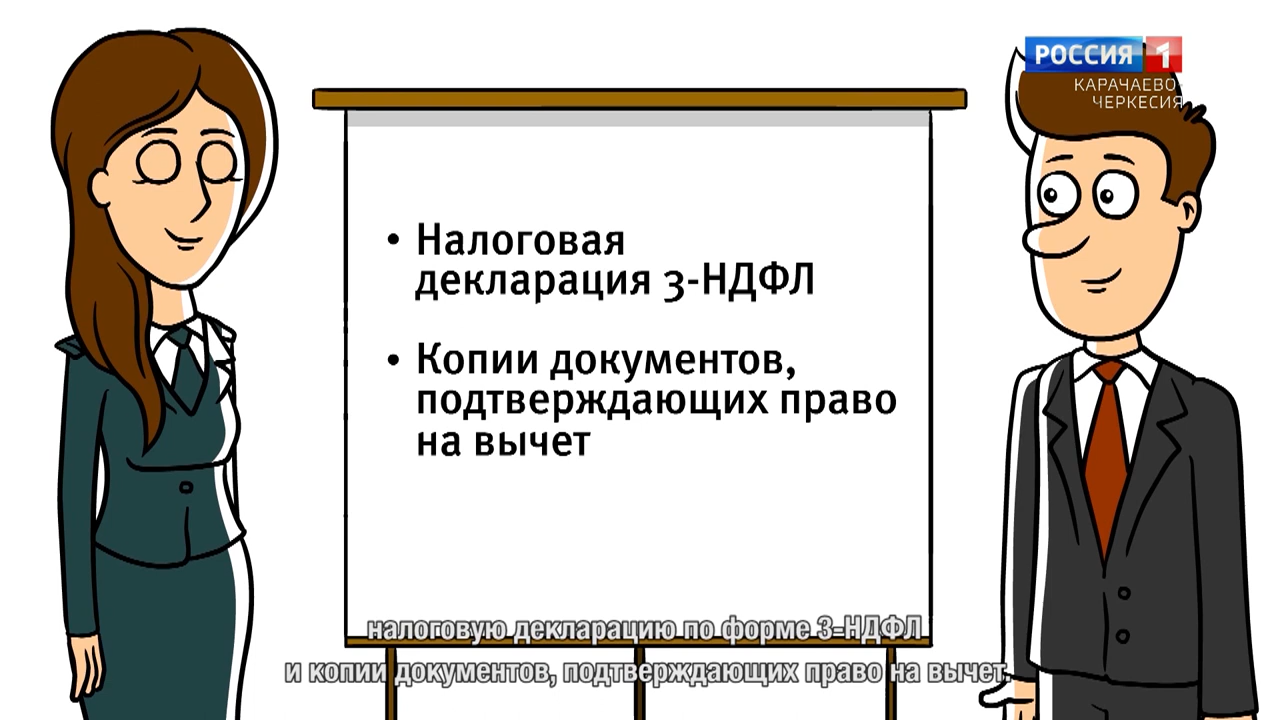 РОССИЯ 1
КАРАЧАЕВО-
ЧЕРКЕСИЯ
• Налоговая
декларация 3-НДФЛ
• Копии документов,
подтверждающих право
на вычет
налоговую декларацию по форме 3-НДФЛ
и копии документов, подтверждающих право на вычет.